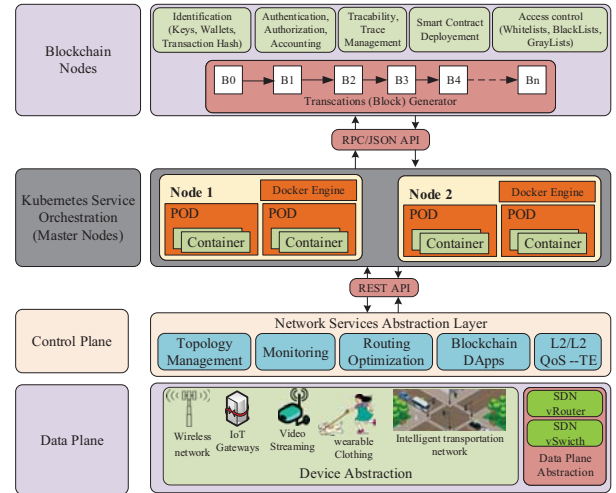 Blockchain
Nodes
Identification
(Keys, Wallets,
Transaction Hash)
Authentication,
Authorization,
Accounting
Tracability,
Trace
Management
Smart Contract
Deployement
Access control
(Whitelists, BlackLists,
GrayLists)
B0
B1
B2
B3
B4
Bn
Transcations (Block) Generator
RPC/JSON API
Kubernetes Service
Orchestration
(Master Nodes)
Node 1
Docker Engine
POD
POD
Container
Container
Node 2
Docker Engine
POD
POD
Container
Container
REST API
Control Plane
Network Services Abstraction Layer
Topology
Management
Monitoring
Routing
Optimization
Blockchain
DApps
L2/L2
QoS --TE
Data Plane
Wireless
network
IoT
Gateways
Video
Streaming
wearable
Clothing
Intelligent transportation
network
Device Abstraction
SDN
vRouter
SDN
vSwicth
Data Plane
Abstraction